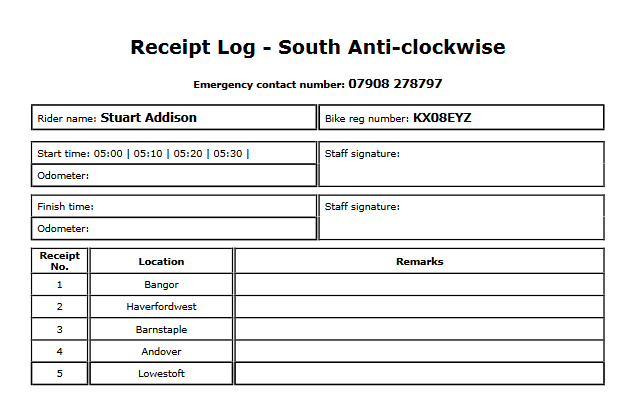 Receipt Log - South Anti-clockwise
Emergency contact number: 07908 278797
Rider name: Stuart Addison
Bike reg number: KX08EYZ
Start time: 05:00 | 05:10 | 05:20 | 05:30 |
Staff signature:
Odometer:
Finish time:
Staff signature:
Odometer:
Receipt No. Location Remarks
1 Bangor
2 Haverfordwest
3 Barnstaple
4 Andover
5 Lowestoft